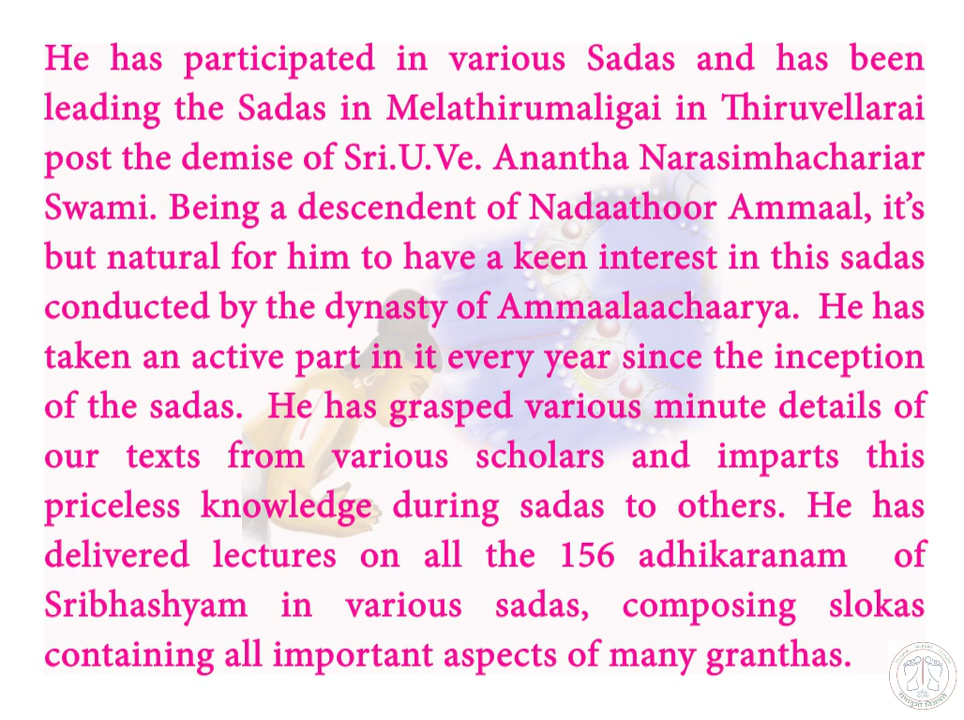 He has participated in various Sadas and has been
leading the Sadas in Melathirumaligai in Thiruvellarai
post the demise of Sri.U.Ve. Anantha Narasimhachariar
Swami. Being a descendent of Nadaathoor Ammaal, it's
but natural for him to have a keen interest in this sadas
conducted by the dynasty of Ammaalaachaarya. He has
taken an active part in it every year since the inception
of the sadas. He has grasped various minute details of
our texts from various scholars and imparts this
priceless knowledge during sadas to others. He has
delivered lectures on all the 156 adhikaranam of
Sribhashyam in various sadas, composing slokas
containing all important aspects of many granthas.